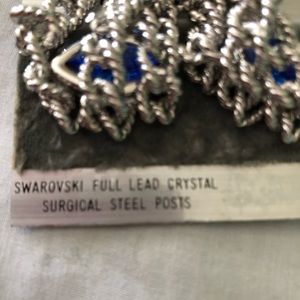 SWAROVSKI FULL LEAD CRYSTAL
SURGICAL STEEL POSTS